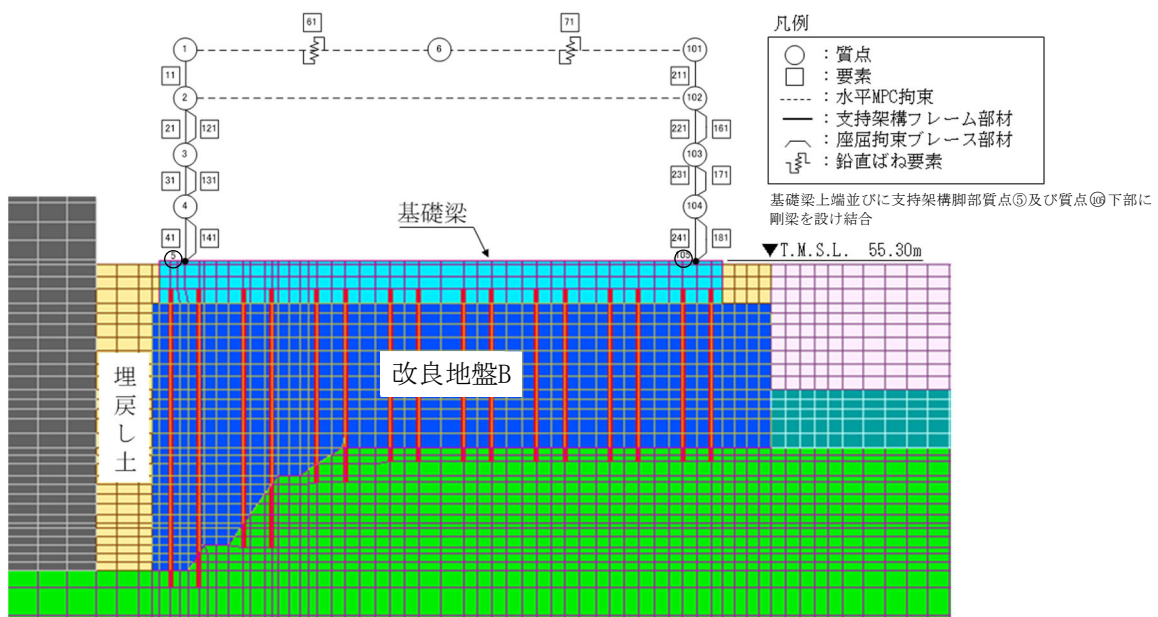 61
71
凡例
1
6
101
○：質点
□：要素
-----：水平MPC拘束
：支持架構フレーム部材
：座屈拘束ブレース部材
：鉛直ばね要素
11
211
2
102
21
121
221
161
3
103
31
131
231
171
4
104
基礎梁上端並びに支持架構脚部質点⑤及び質点105下部に
剛梁を設け結合
基礎梁
41
141
241
181
5
105
▼T.M.S.L. 55.30m
改良地盤B
埋戻し土